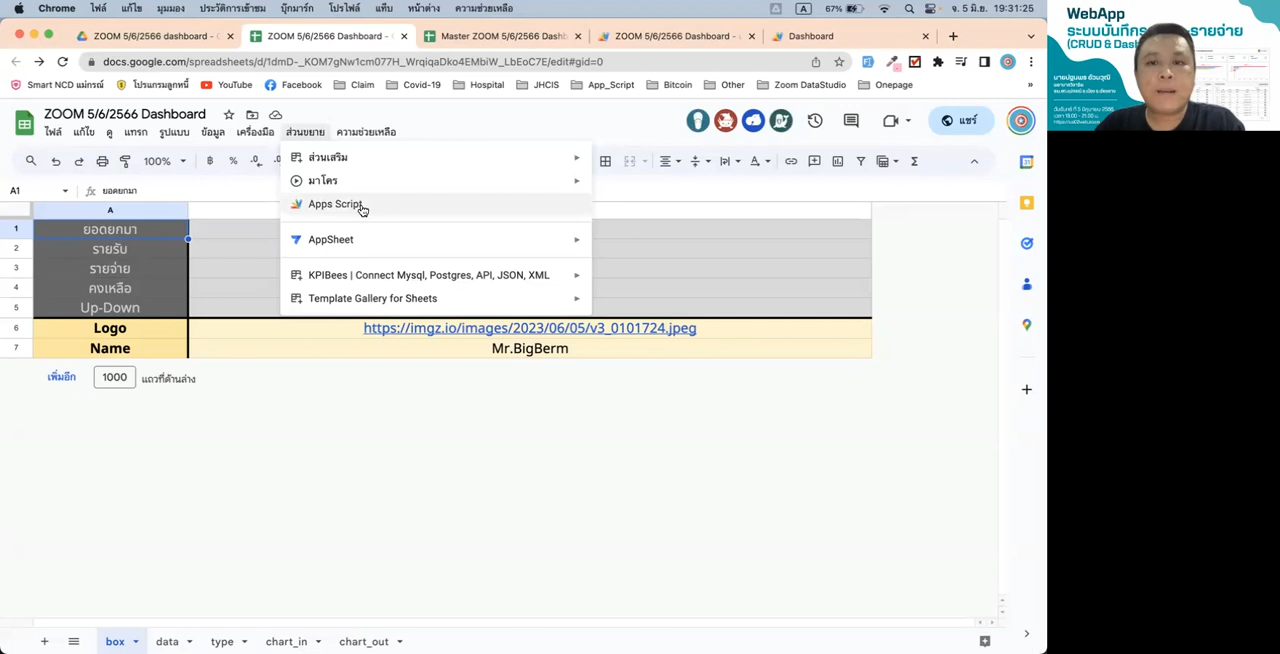 Chrome ไฟล์ แก้ไข มุมมอง ประวัติการเข้าชม บุ๊กมาร์ก โปรไฟล์ แท็บ หน้าต่าง ความช่วยเหลือ A 67% จ. 5 มิ.ย. 19:31:25
ZOOM 5/6/2566 Dashboard - ZOOM 5/6/2566 Dashboard - Master ZOOM 5/6/2566 Dashb ZOOM 5/6/2566 Dashboard - Dashboard
docs.google.com/spreadsheets/d/1dmD-_KOM7gNw1cm077H_WrqiqaDko4EMbiW_LbEoC7E/edit#gid=0
Smart NCD แม่รณ์ โปรแกรมลูกหนี้ YouTube Facebook Claim Covid-19 Hospital JHCIS App_Script Bitcoin Other Zoom DataStudio Onepage
ZOOM 5/6/2566 Dashboard
ไฟล์ แก้ไข ดู แทรก รูปแบบ ข้อมูล เครื่องมือ ส่วนขยาย ความช่วยเหลือ แชร์
100%
A1 fx ยอดยกมา
ส่วนเสริม
มาโคร
Apps Script
AppSheet
KPIBees | Connect Mysql, Postgres, API, JSON, XML
Template Gallery for Sheets
A
1 ยอดยกมา
2 รายรับ
3 รายจ่าย
4 คงเหลือ
5 Up-Down
6 Logo https://imgz.io/images/2023/06/05/v3_0101724.jpeg
7 Name Mr.BigBerm
เพิ่มอีก 1000 แถวที่ด้านล่าง
box data type chart_in chart_out
WebApp
ระบบบันทึก รายจ่าย
(CRUD & Das